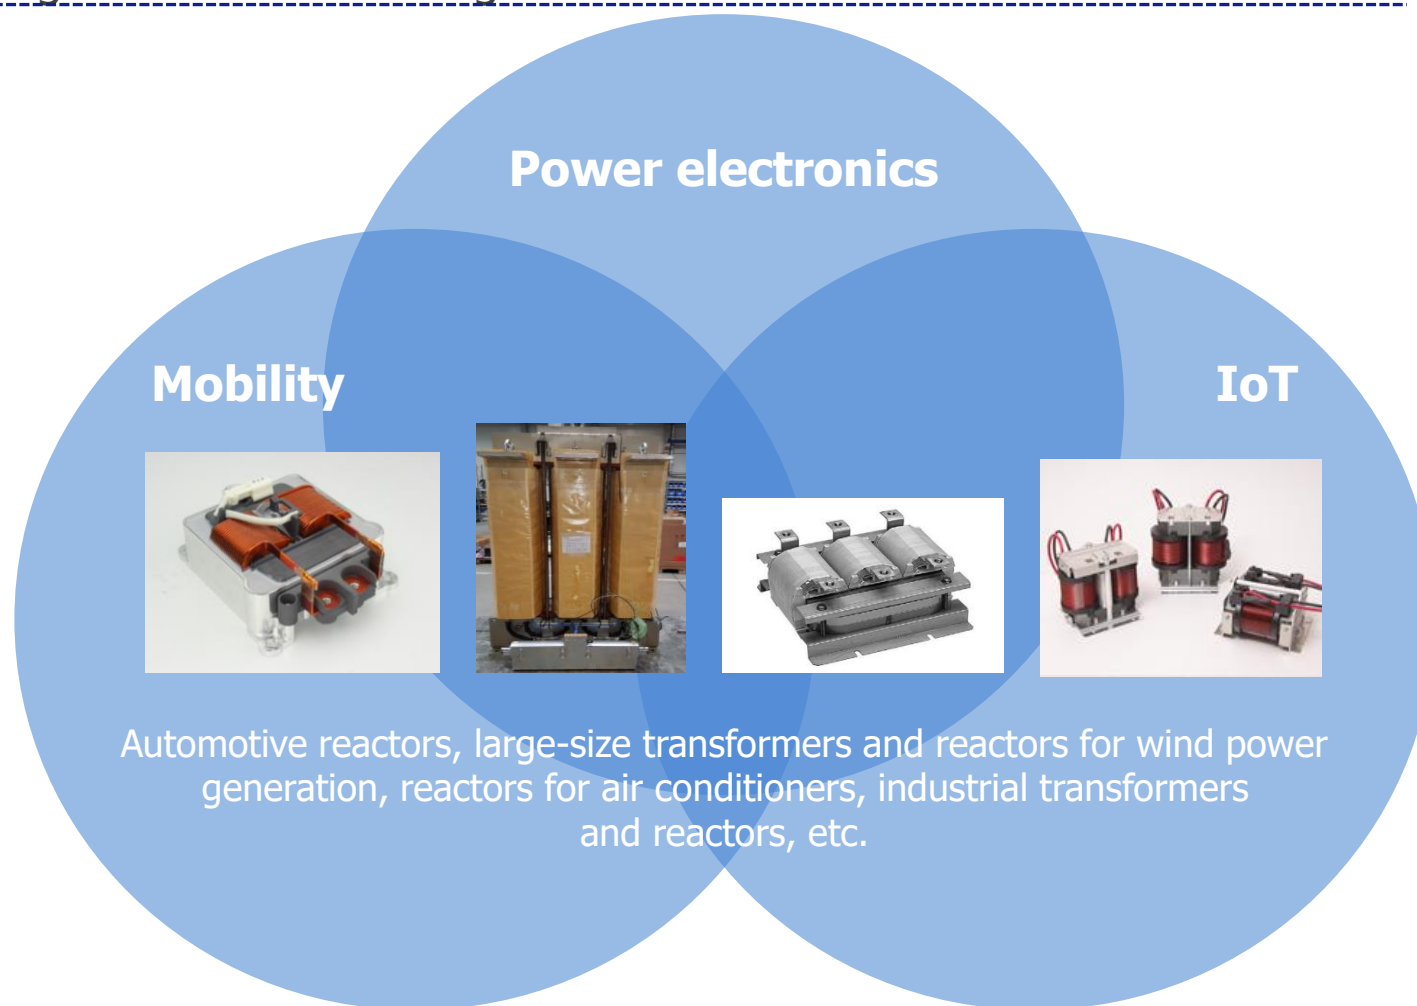 Power electronics
Mobility
IoT
Automotive reactors, large-size transformers and reactors for wind power
generation, reactors for air conditioners, industrial transformers
and reactors, etc.